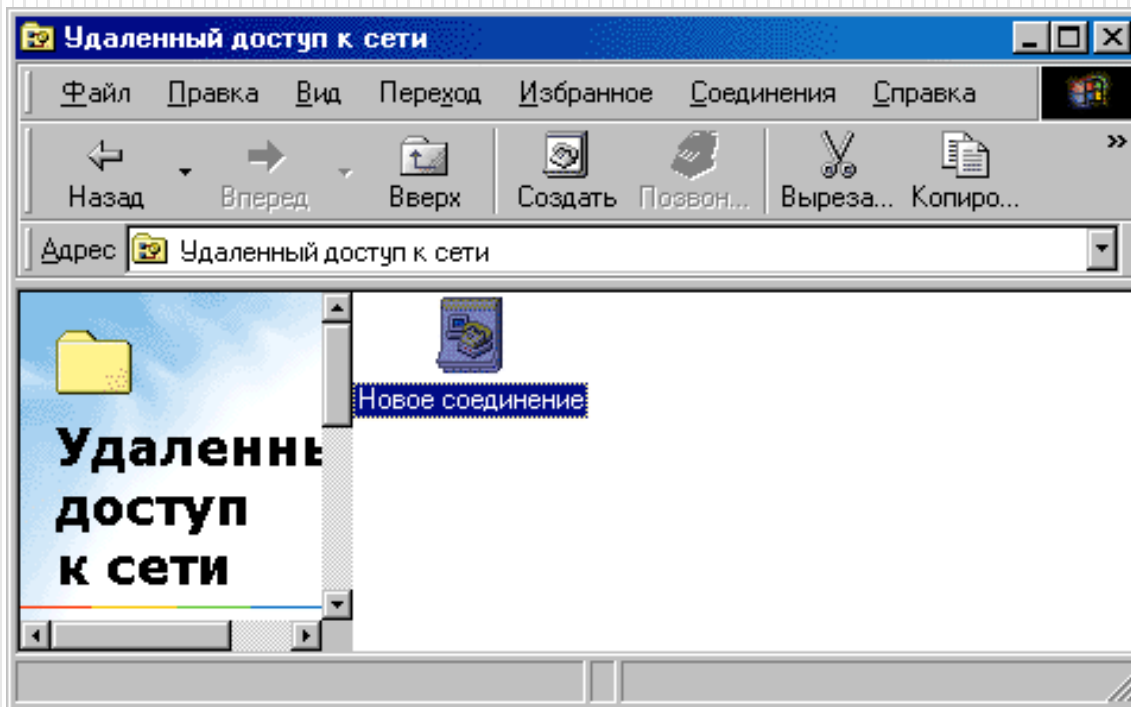 Удаленный доступ к сети
Файл Правка Вид Переход Избранное Соединения Справка
Назад Вперед Вверх Создать Позвон... Выреза... Копиро...
Адрес Удаленный доступ к сети
Новое соединение
Удаленнь
доступ
к сети